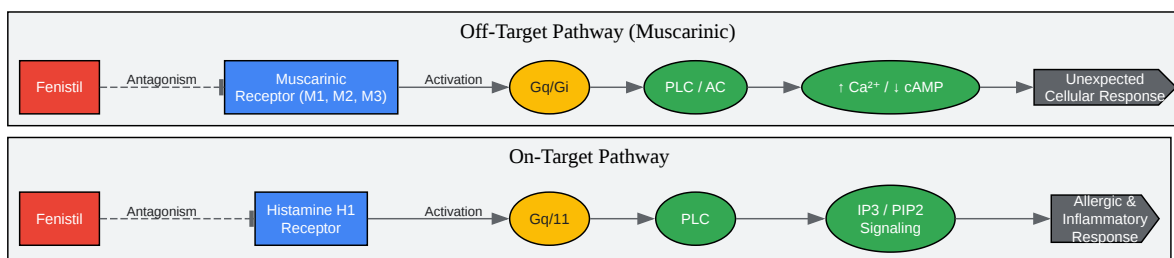 Off-Target Pathway (Muscarinic)
Fenistil
Antagonism
Muscarinic
Receptor (M1, M2, M3)
Activation
Gq/Gi
PLC / AC
↑ Ca²⁺ / ↓ cAMP
Unexpected
Cellular Response
On-Target Pathway
Fenistil
Antagonism
Histamine H1
Receptor
Activation
Gq/11
PLC
IP3 / PIP2
Signaling
Allergic &
Inflammatory
Response